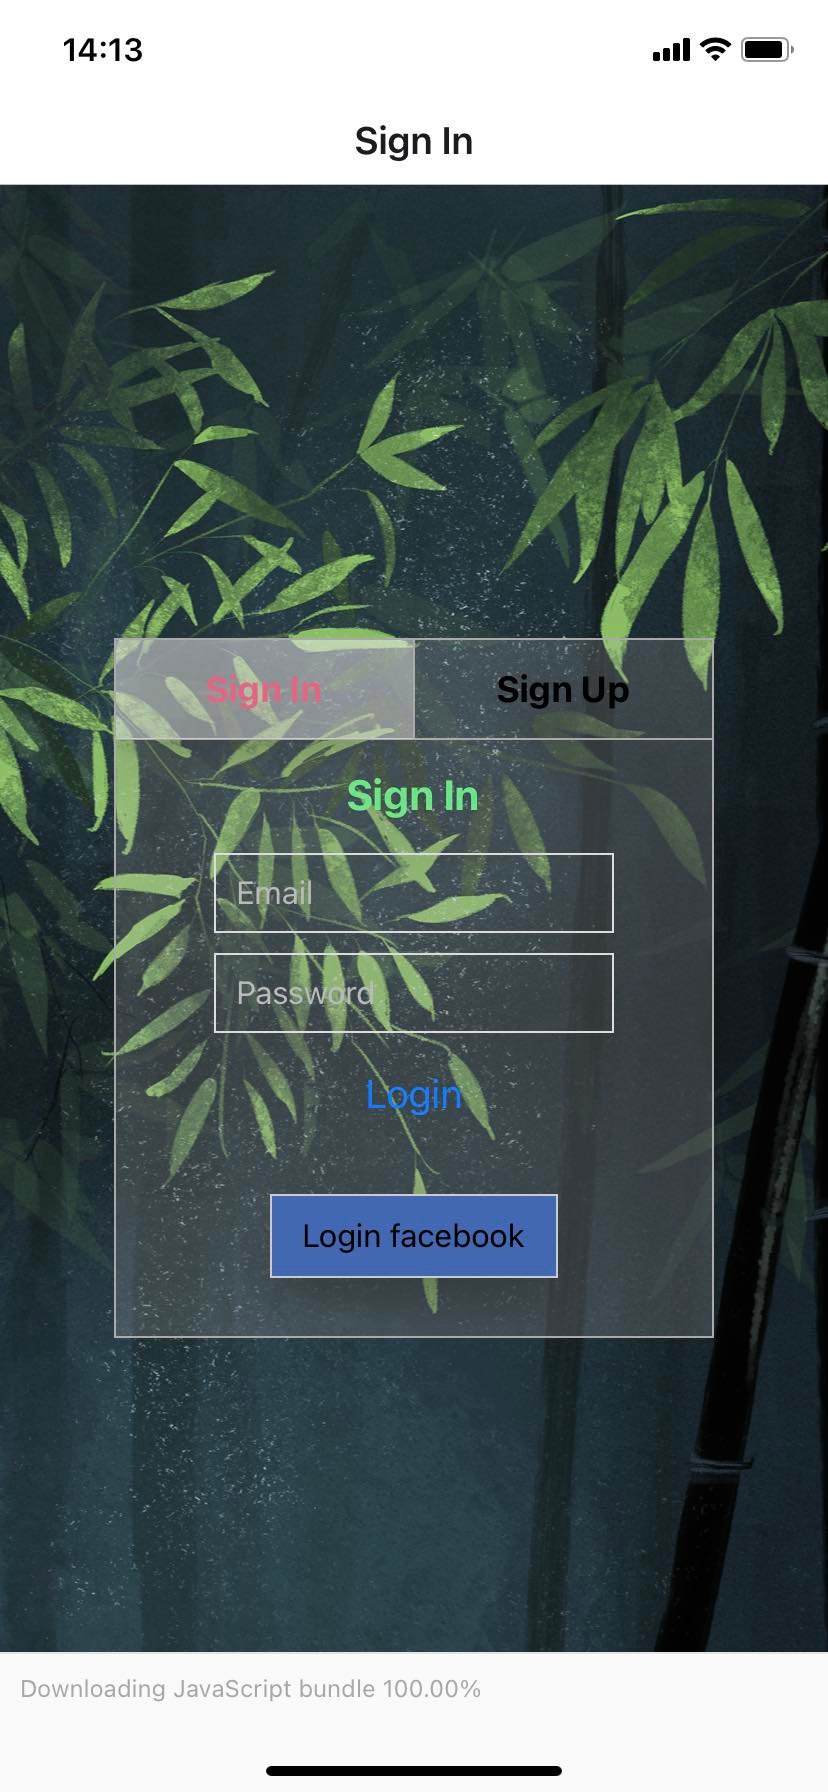 14:13
Sign In
Sign In
Sign Up
Sign In
Email
Password
Login
Login facebook
Downloading JavaScript bundle 100.00%